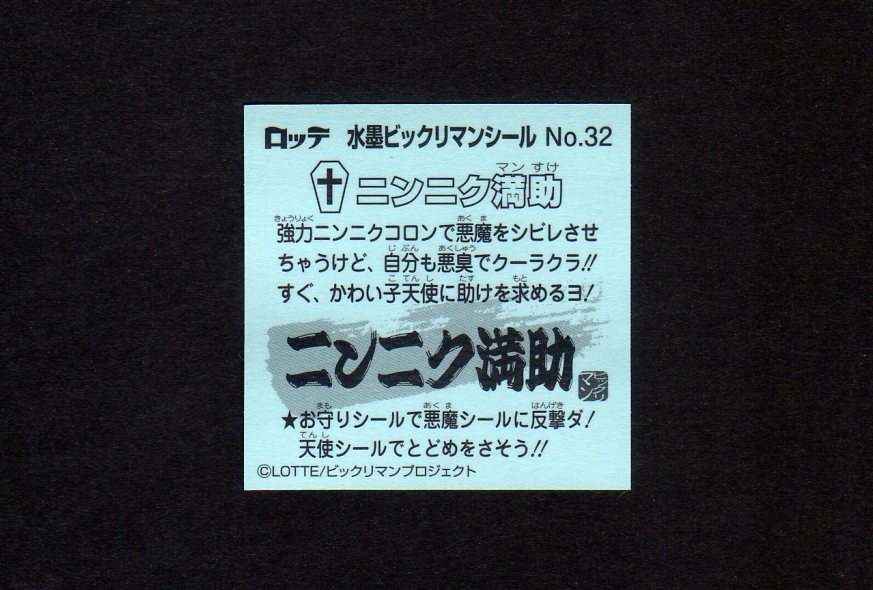 ロッテ 水墨ビックリマンシール No.32
ニンニク満助
マン すけ
強力ニンニクコロンで悪魔をシビレさせ
きょうりょく あくま
ちゃうけど、自分も悪臭でクーラクラ!!
じぶん あくしゅう
すぐ、かわい子天使に助けを求めるヨ!
こてんし たす もと
ニンニク満助
ビックリマン
★お守りシールで悪魔シールに反撃ダ!
まも あくま はんげき
天使シールでとどめをさそう!!
てんし
©LOTTE/ビックリマンプロジェクト